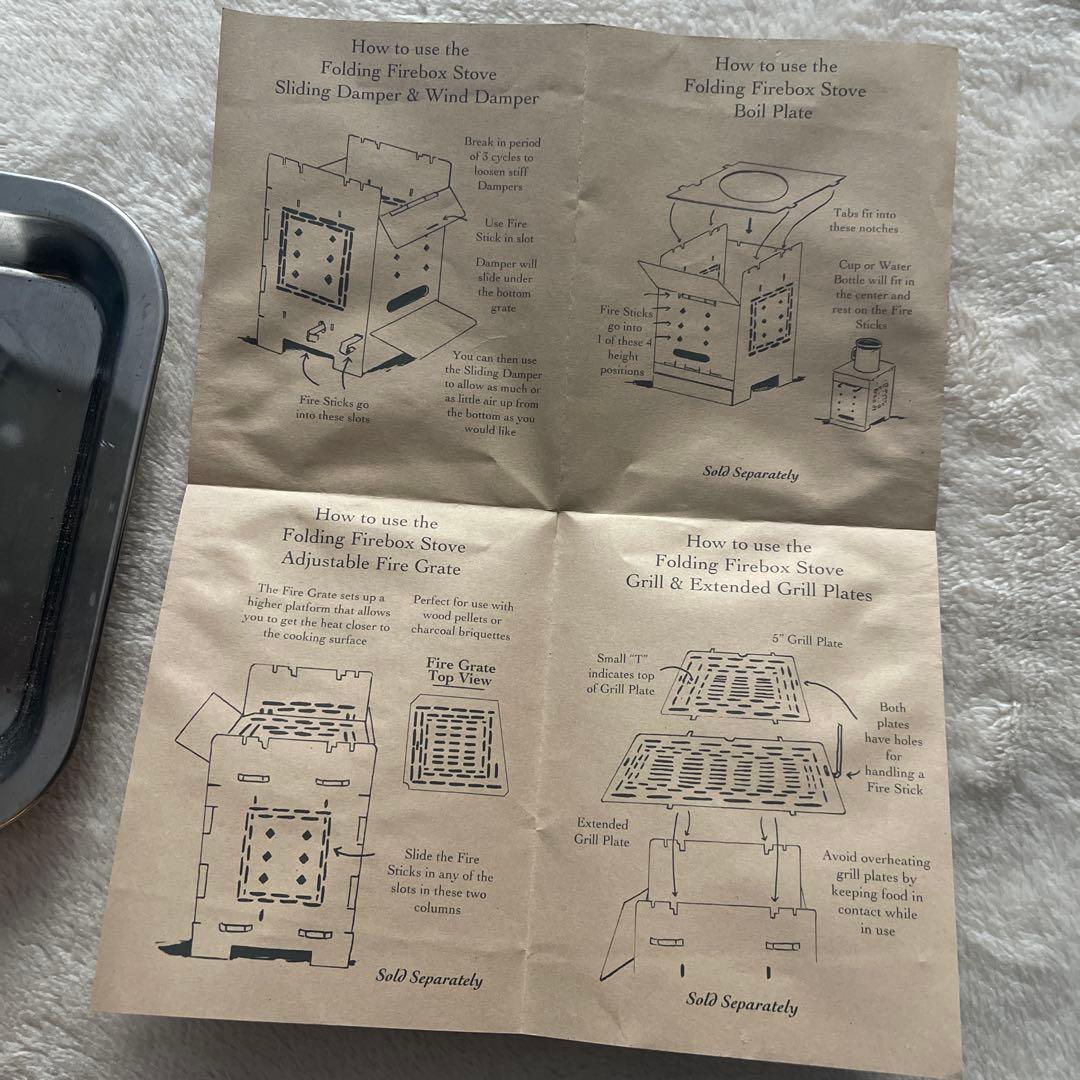 How to use the
Folding Firebox Stove
Sliding Damper & Wind Damper
Break in period
of 3 cycles to
loosen stiff
Dampers
Use Fire
Stick in slot
Damper will
slide under
the bottom
grate
You can then use
the Sliding Damper
to allow as much or
as little air up from
the bottom as you
would like
Fire Sticks go
into these slots
How to use the
Folding Firebox Stove
Boil Plate
Tabs fit into
these notches
Cup or Water
Bottle will fit in
the center and
rest on the Fire
Sticks
Fire Sticks
go into
1 of these 4
height
positions
Sold Separately
How to use the
Folding Firebox Stove
Adjustable Fire Grate
The Fire Grate sets up a
higher platform that allows
you to get the heat closer to
the cooking surface
Perfect for use with
wood pellets or
charcoal briquettes
Fire Grate
Top View
Slide the Fire
Sticks in any of the
slots in these two
columns
Sold Separately
How to use the
Folding Firebox Stove
Grill & Extended Grill Plates
5" Grill Plate
Small "T"
indicates top
of Grill Plate
Both
plates
have holes
for
handling a
Fire Stick
Extended
Grill Plate
Avoid overheating
grill plates by
keeping food in
contact while
in use
Sold Separately